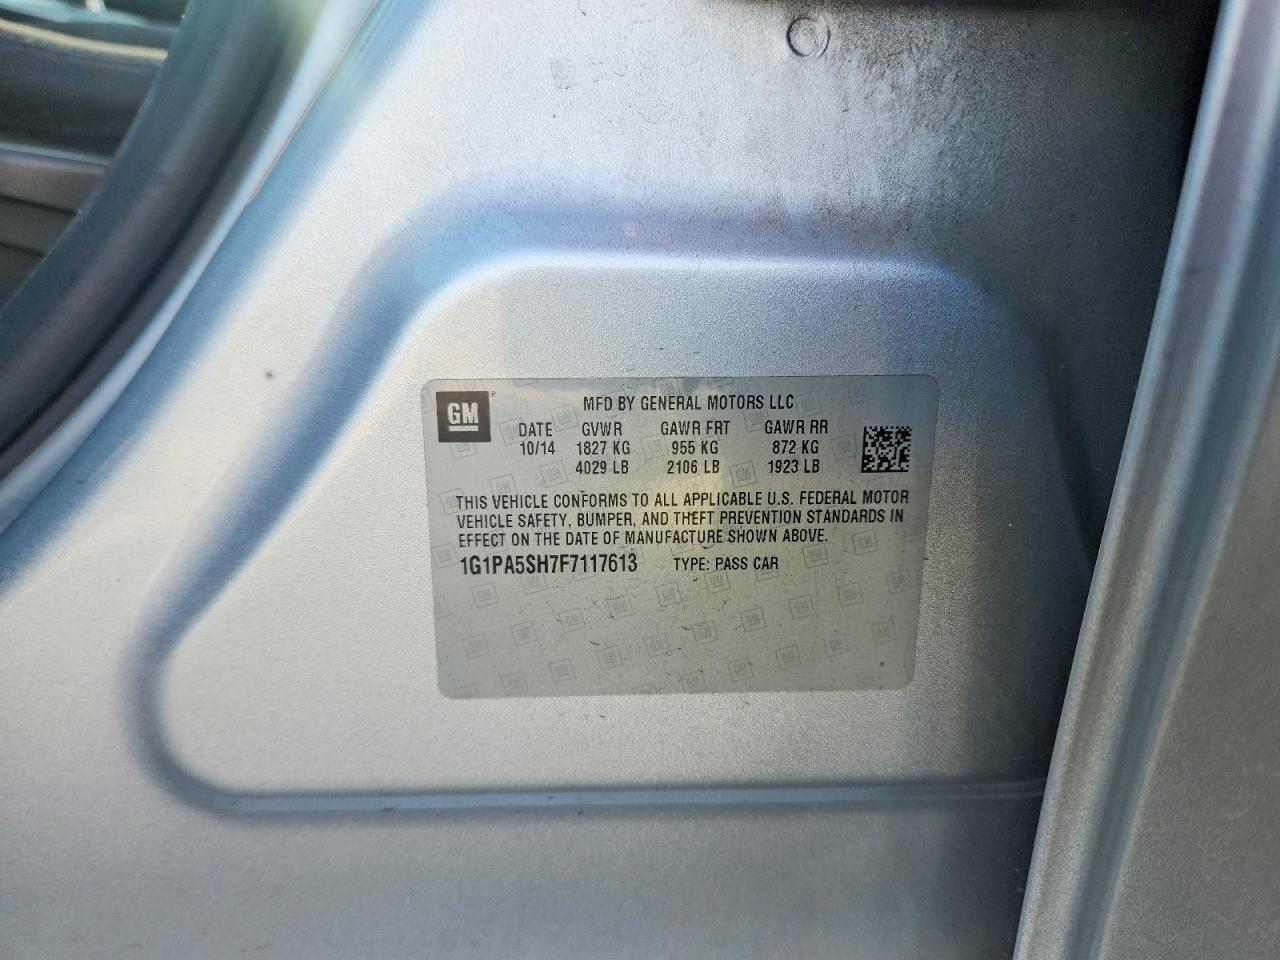 GM
MFD BY GENERAL MOTORS LLC
DATE GVWR GAWR FRT GAWR RR
10/14 1827 KG 955 KG 872 KG
4029 LB 2106 LB 1923 LB
THIS VEHICLE CONFORMS TO ALL APPLICABLE U.S. FEDERAL MOTOR
VEHICLE SAFETY, BUMPER, AND THEFT PREVENTION STANDARDS IN
EFFECT ON THE DATE OF MANUFACTURE SHOWN ABOVE.
1G1PA5SH7F7117613 TYPE: PASS CAR